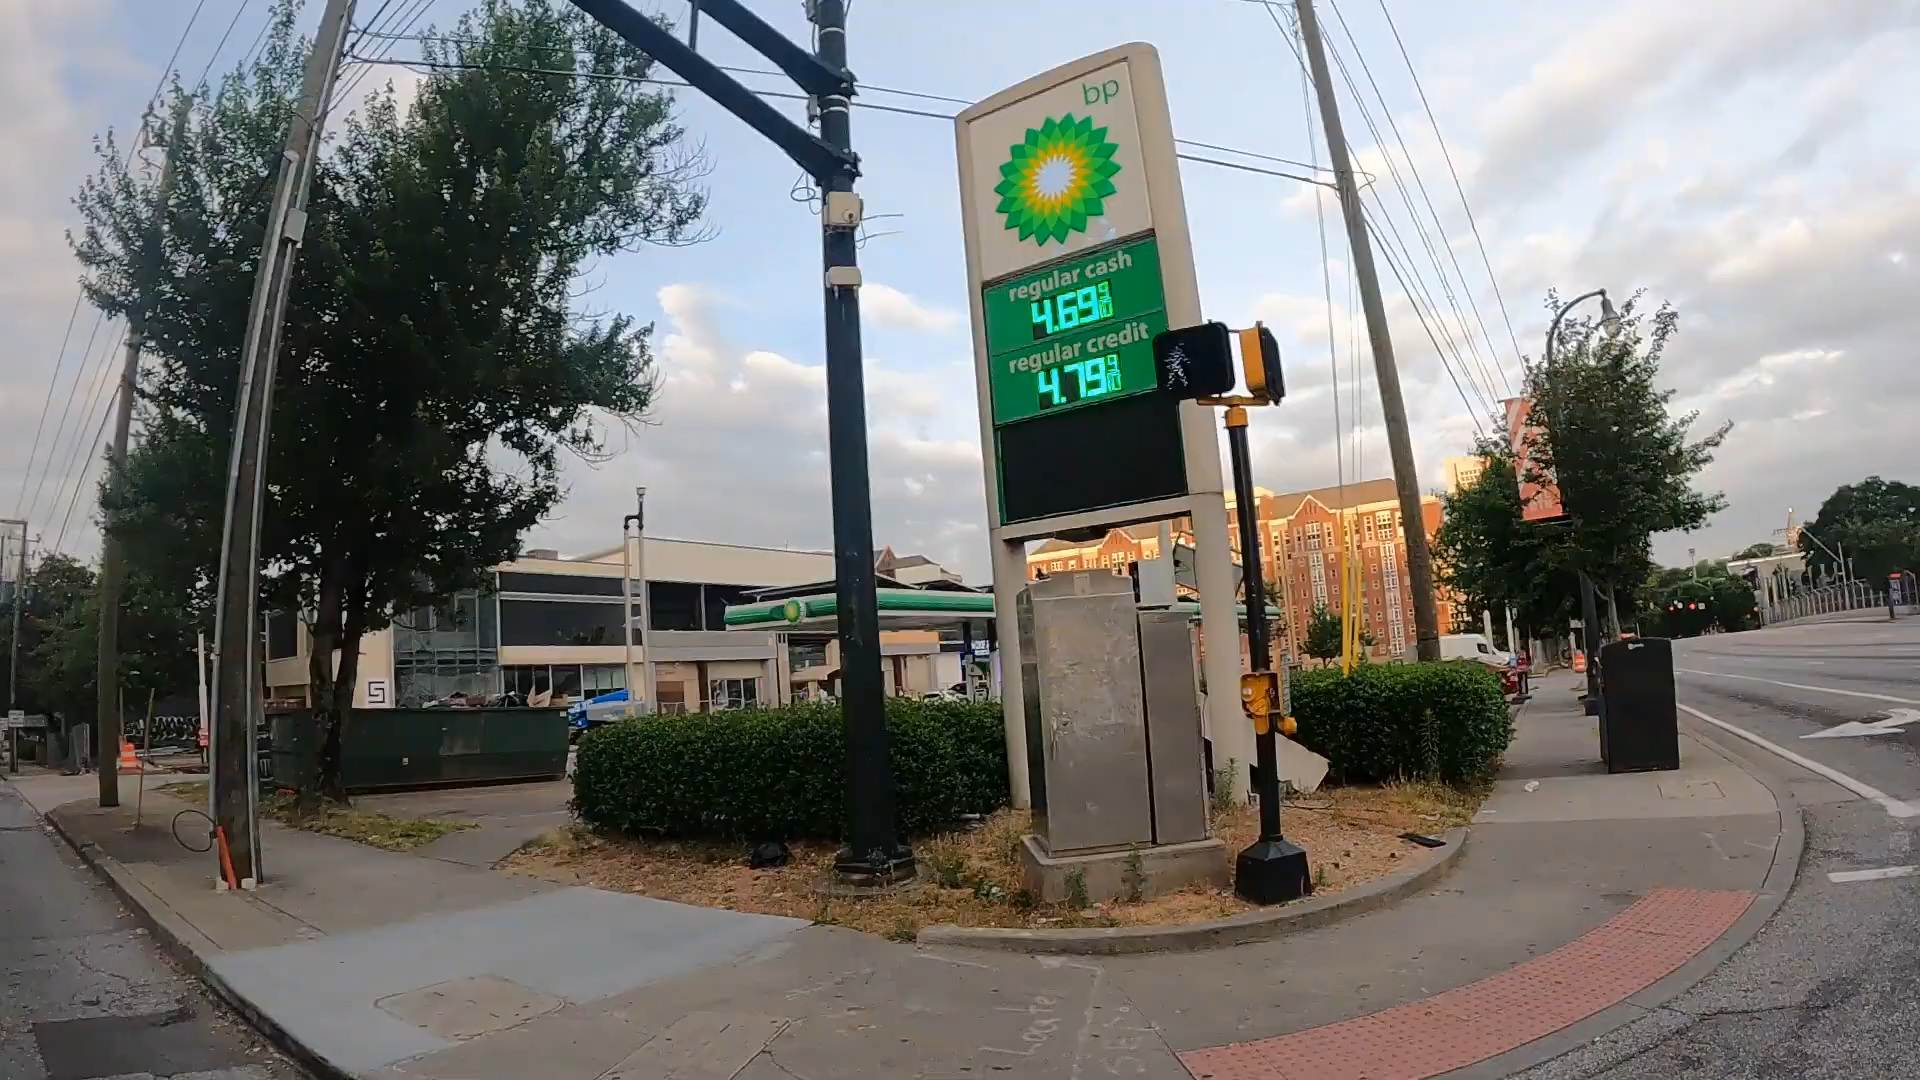 bp
regular cash
4.69 9/10
regular credit
4.79 9/10